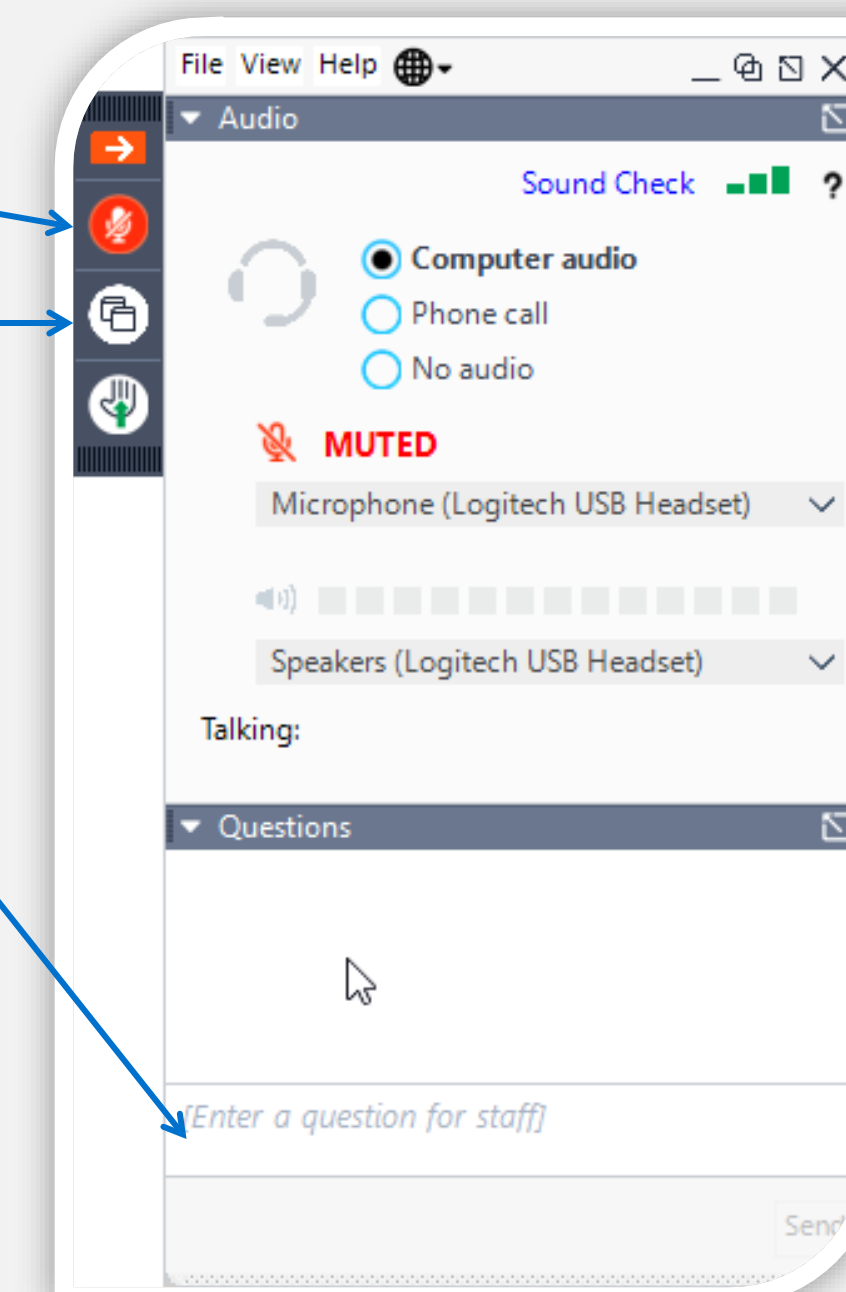 File View Help
Audio
Sound Check ?
Computer audio
Phone call
No audio
MUTED
Microphone (Logitech USB Headset)
Speakers (Logitech USB Headset)
Talking:
Questions
[Enter a question for staff]
Send